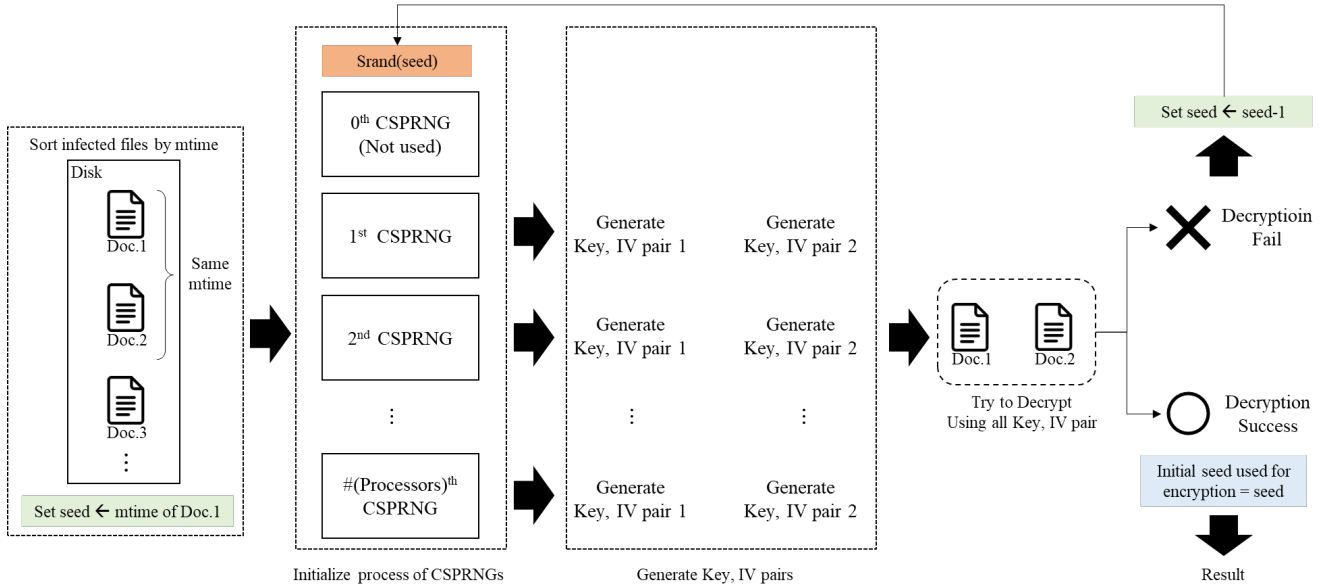 Sort infected files by mtime
Disk
Doc.1
Doc.2
Same
mtime
Doc.3
⋮
Set seed ← mtime of Doc.1
Srand(seed)
0th CSPRNG
(Not used)
1st CSPRNG
2nd CSPRNG
⋮
#(Processors)th
CSPRNG
Initialize process of CSPRNGs
Generate
Key, IV pair 1
Generate
Key, IV pair 2
Generate
Key, IV pair 1
Generate
Key, IV pair 2
⋮
⋮
Generate
Key, IV pair 1
Generate
Key, IV pair 2
Generate Key, IV pairs
Doc.1
Doc.2
Try to Decrypt
Using all Key, IV pair
Set seed ← seed-1
Decryptioin
Fail
Decryption
Success
Initial seed used for
encryption = seed
Result